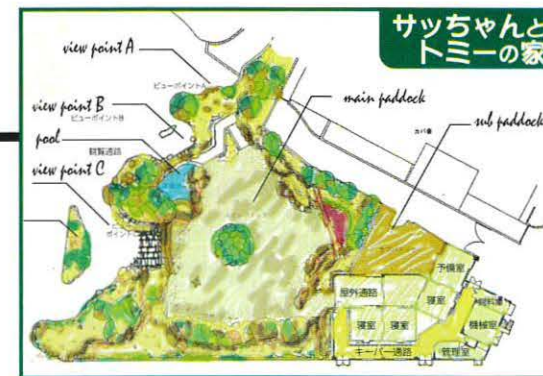 サッちゃんと
トミーの家
view point A
ビューポイントA
view point B
ビューポイントB
main paddock
sub paddock
pool
観覧通路
カバ舎
view point C
予備室
屋外通路
寝室
寝室
寝室
機械室
キーパー通路
管理室